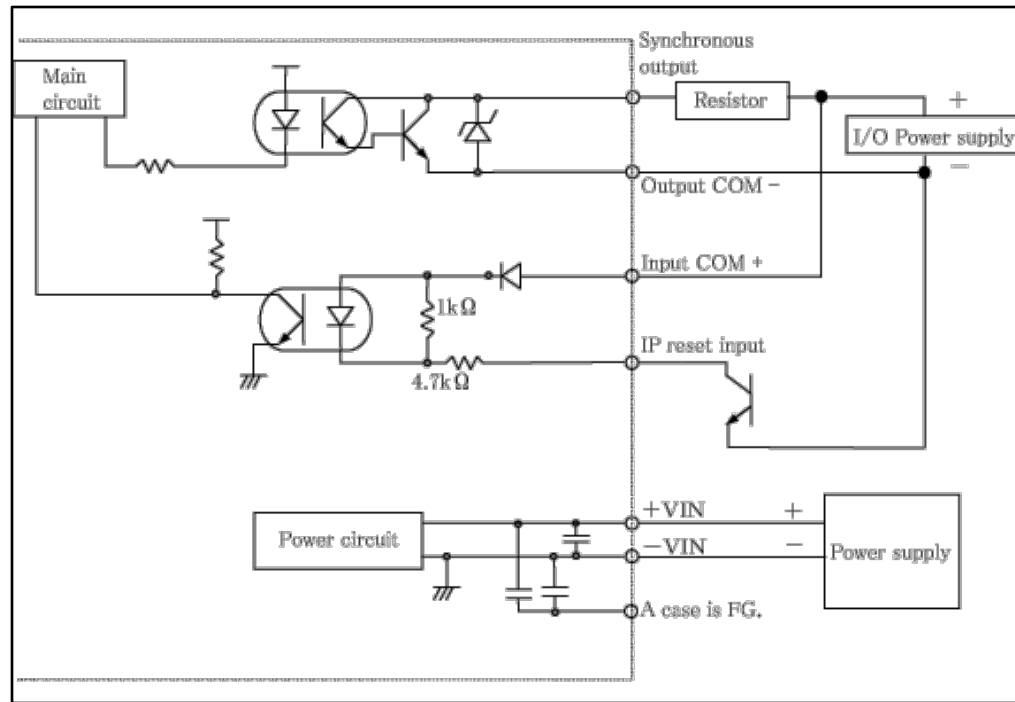 Synchronous
output
Main
circuit
Resistor
+
I/O Power supply
−
Output COM −
Input COM +
1kΩ
IP reset input
4.7kΩ
+VIN
+
Power circuit
−VIN
−
Power supply
A case is FG.